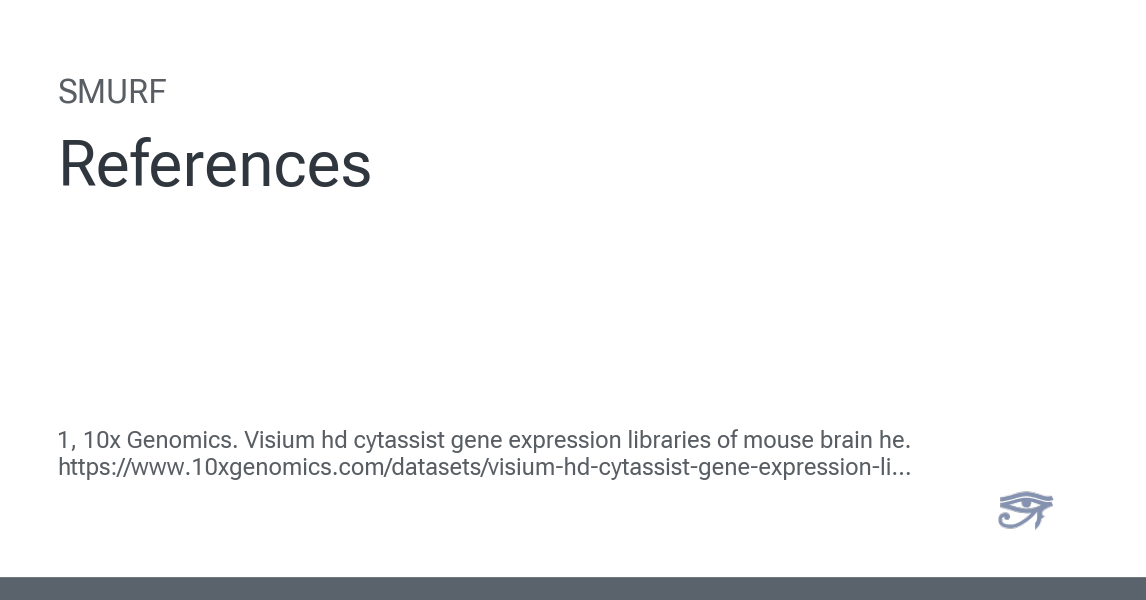 SMURF
References
1, 10x Genomics. Visium hd cytassist gene expression libraries of mouse brain he.
https://www.10xgenomics.com/datasets/visium-hd-cytassist-gene-expression-li...